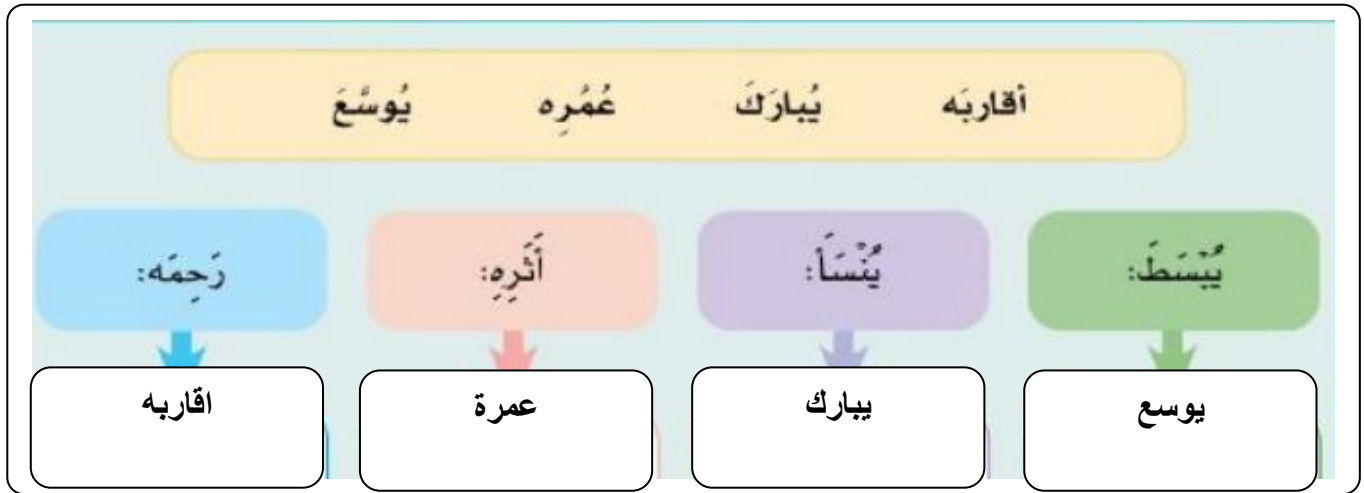 أقاربَه يُبارَكَ عُمُرِه يُوسَّعَ
يُبْسَطَ: يُنْسَأَ: أَثَرِهِ: رَحِمَه:
يوسع يبارك عمرة اقاربه